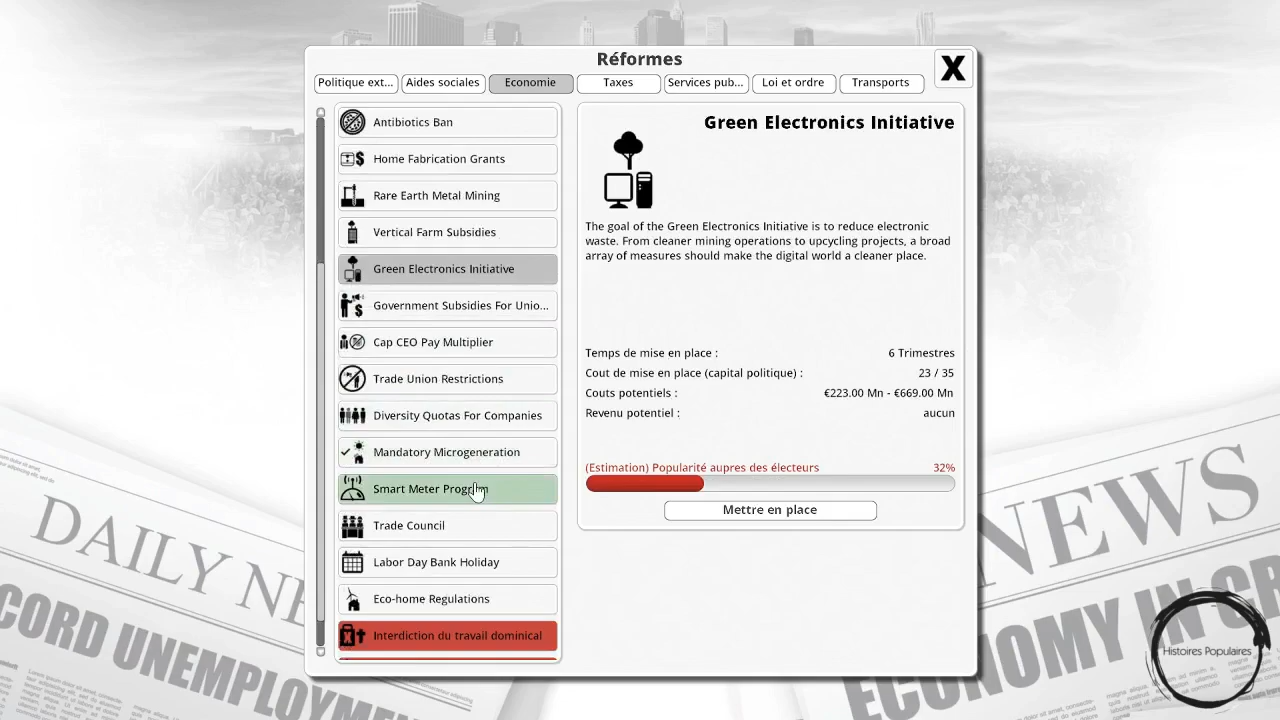 Réformes
X
Politique ext...
Aides sociales
Economie
Taxes
Services pub...
Loi et ordre
Transports
Antibiotics Ban
Home Fabrication Grants
Rare Earth Metal Mining
Vertical Farm Subsidies
Green Electronics Initiative
Government Subsidies For Unio...
Cap CEO Pay Multiplier
Trade Union Restrictions
Diversity Quotas For Companies
Mandatory Microgeneration
Smart Meter Program
Trade Council
Labor Day Bank Holiday
Eco-home Regulations
Interdiction du travail dominical
Green Electronics Initiative
The goal of the Green Electronics Initiative is to reduce electronic
waste. From cleaner mining operations to upcycling projects, a broad
array of measures should make the digital world a cleaner place.
Temps de mise en place : 6 Trimestres
Cout de mise en place (capital politique) : 23 / 35
Couts potentiels : €223.00 Mn - €669.00 Mn
Revenu potentiel : aucun
(Estimation) Popularité aupres des électeurs 32%
Mettre en place
DAILY NE
CORD UNEMPLOYM
NEWS
ECONOMY IN CR
Histoires Populaires